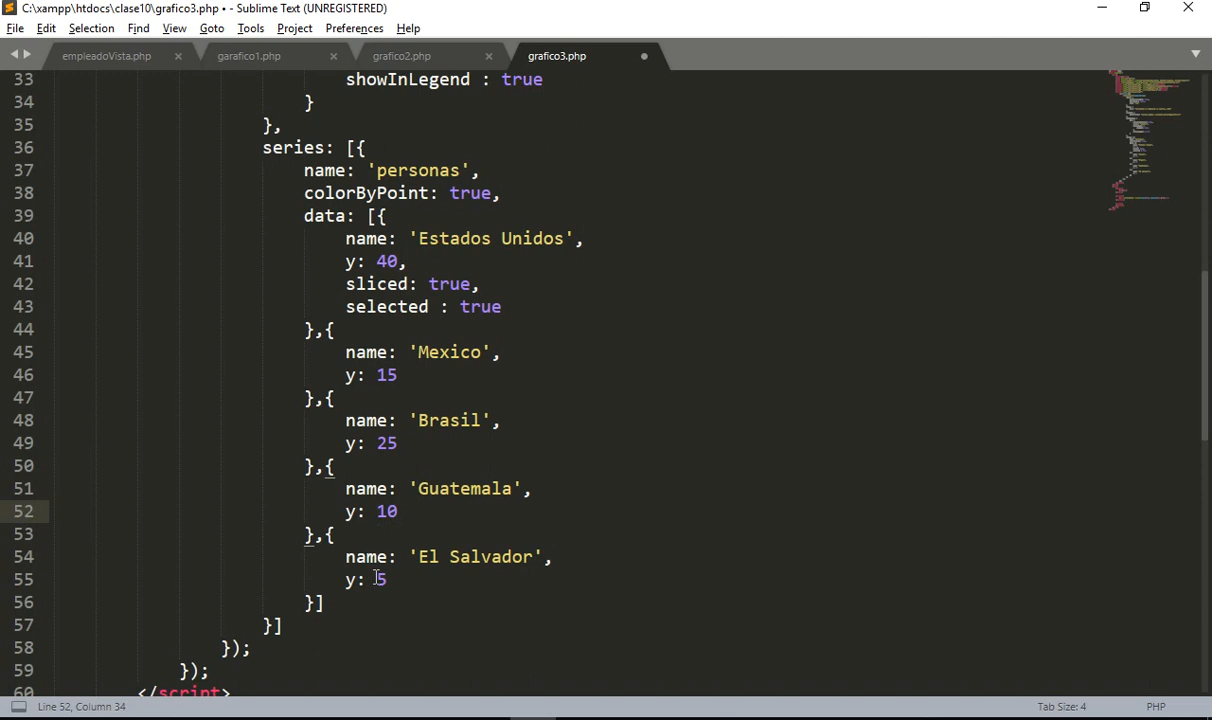 C:\xampp\htdocs\clase10\grafico3.php • - Sublime Text (UNREGISTERED)
File Edit Selection Find View Goto Tools Project Preferences Help
empleadoVista.php garafico1.php grafico2.php grafico3.php
33 showInLegend : true
34 }
35 },
36 series: [{
37 name: 'personas',
38 colorByPoint: true,
39 data: [{
40 name: 'Estados Unidos',
41 y: 40,
42 sliced: true,
43 selected : true
44 },{
45 name: 'Mexico',
46 y: 15
47 },{
48 name: 'Brasil',
49 y: 25
50 },{
51 name: 'Guatemala',
52 y: 10
53 },{
54 name: 'El Salvador',
55 y: 5
56 }]
57 }]
58 });
59 });
60 </script>
Line 52, Column 34 Tab Size: 4 PHP